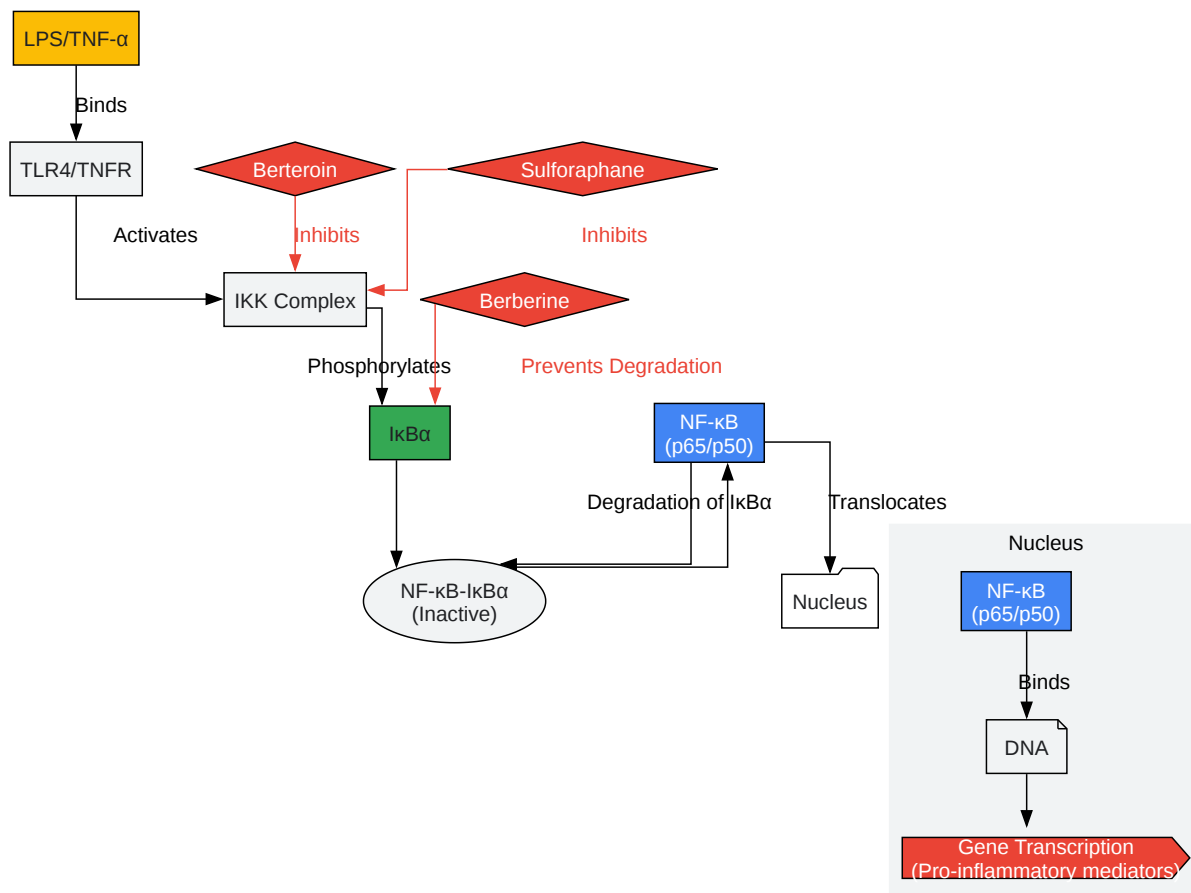 LPS/TNF-α
Binds
TLR4/TNFR
Berteroin
Sulforaphane
Activates
Inhibits
Inhibits
IKK Complex
Berberine
Phosphorylates
Prevents Degradation
IκBα
NF-κB
(p65/p50)
Degradation of IκBα
Translocates
NF-κB-IκBα
(Inactive)
Nucleus
Nucleus
NF-κB
(p65/p50)
Binds
DNA
Gene Transcription
(Pro-inflammatory mediators)